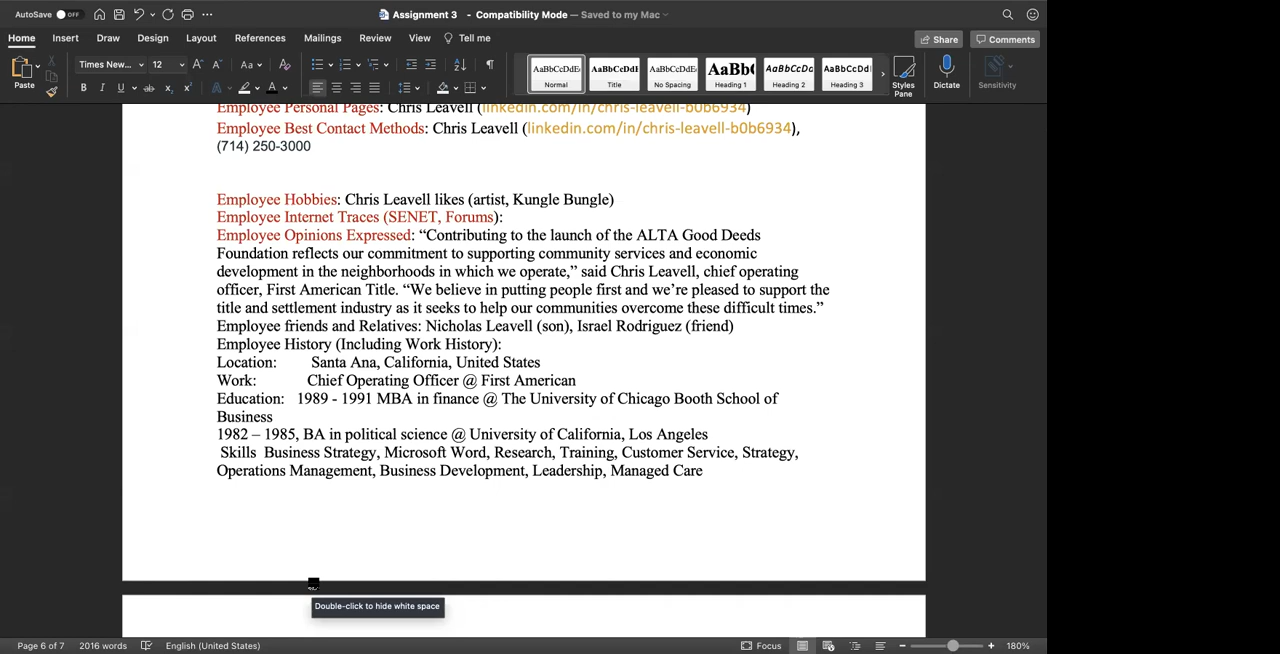 AutoSave OFF
Assignment 3 - Compatibility Mode — Saved to my Mac
Home Insert Draw Design Layout References Mailings Review View Tell me
Share Comments
Paste
Times New... 12
AaBbCcDdE Normal
AaBbCcDdI Title
AaBbCcDdE No Spacing
AaBb( Heading 1
AaBbCcDc Heading 2
AaBbCcDdI Heading 3
Styles Pane
Dictate
Sensitivity
Employee Personal Pages: Chris Leavell (linkedin.com/in/chris-leavell-b0b6934)
Employee Best Contact Methods: Chris Leavell (linkedin.com/in/chris-leavell-b0b6934),
(714) 250-3000
Employee Hobbies: Chris Leavell likes (artist, Kungle Bungle)
Employee Internet Traces (SENET, Forums):
Employee Opinions Expressed: “Contributing to the launch of the ALTA Good Deeds
Foundation reflects our commitment to supporting community services and economic
development in the neighborhoods in which we operate,” said Chris Leavell, chief operating
officer, First American Title. “We believe in putting people first and we’re pleased to support the
title and settlement industry as it seeks to help our communities overcome these difficult times.”
Employee friends and Relatives: Nicholas Leavell (son), Israel Rodriguez (friend)
Employee History (Including Work History):
Location: Santa Ana, California, United States
Work: Chief Operating Officer @ First American
Education: 1989 - 1991 MBA in finance @ The University of Chicago Booth School of
Business
1982 – 1985, BA in political science @ University of California, Los Angeles
Skills Business Strategy, Microsoft Word, Research, Training, Customer Service, Strategy,
Operations Management, Business Development, Leadership, Managed Care
Double-click to hide white space
Page 6 of 7 2016 words English (United States) Focus 180%